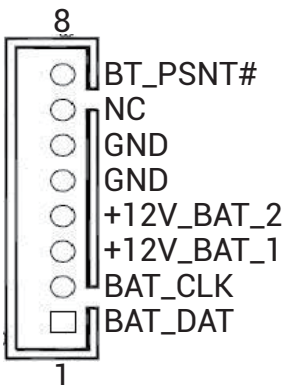 8
BT_PSNT#
NC
GND
GND
+12V_BAT_2
+12V_BAT_1
BAT_CLK
BAT_DAT
1